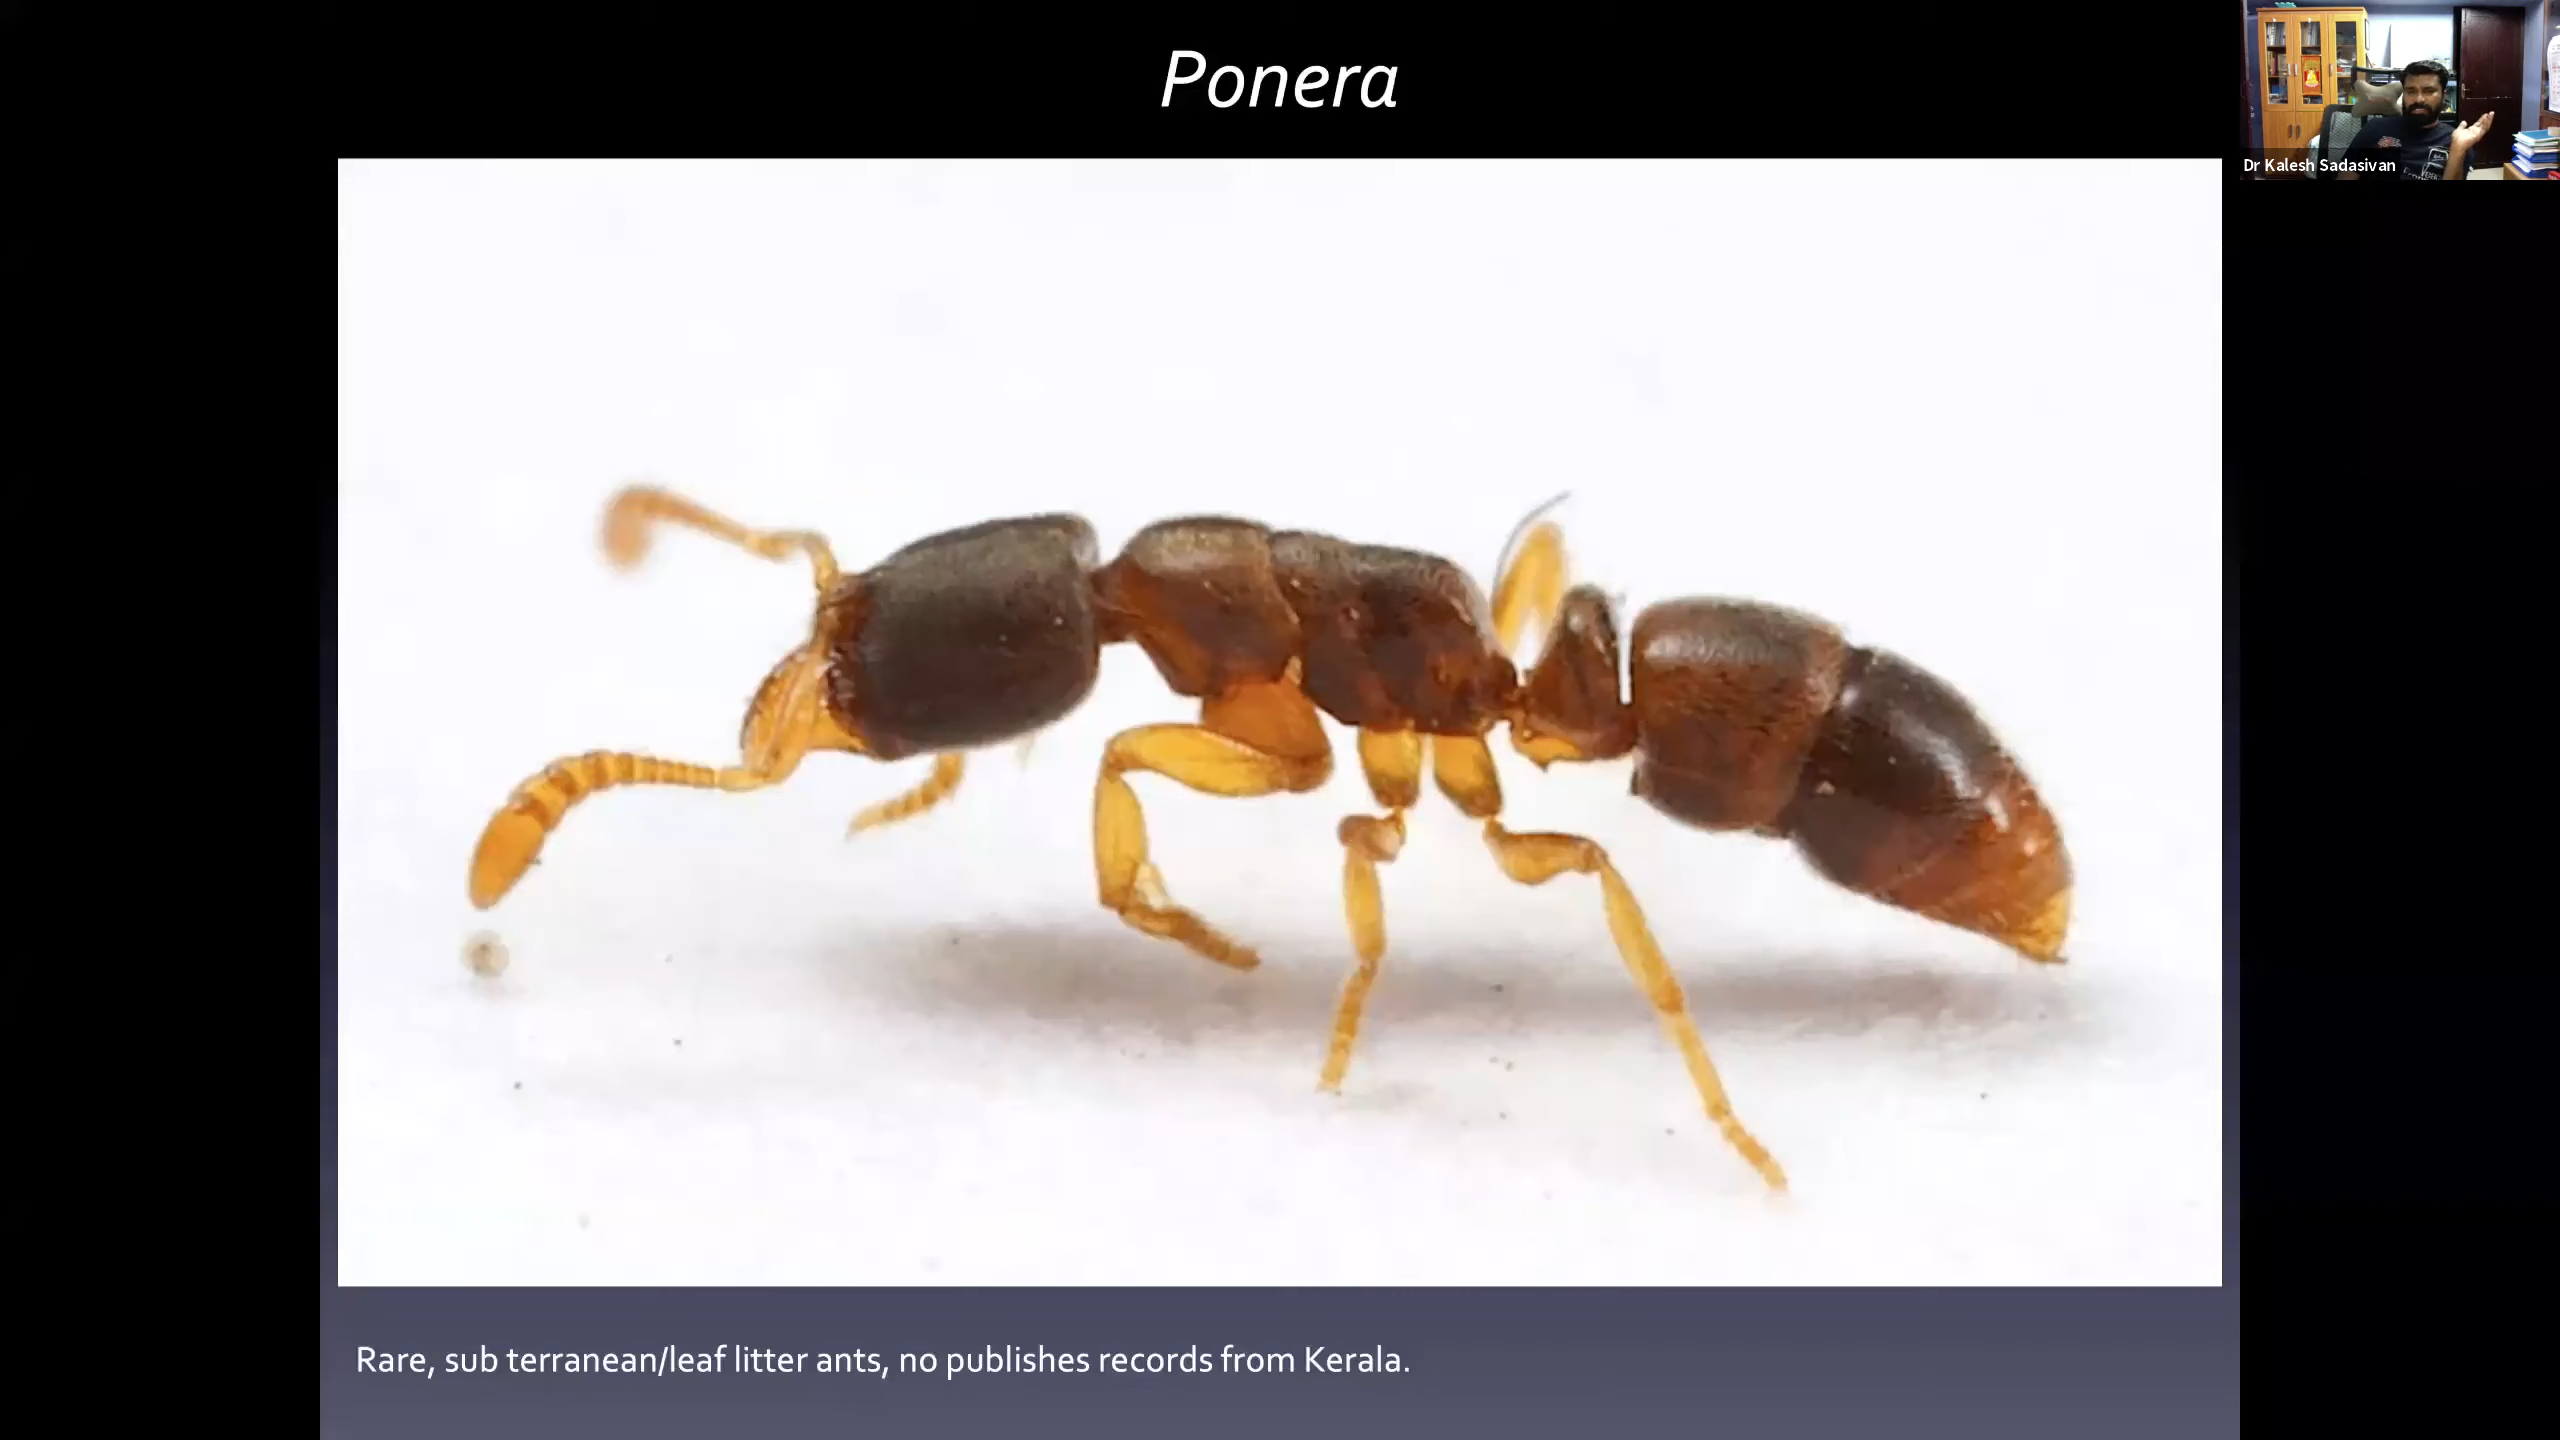 Ponera
Dr Kalesh Sadasivan
Rare, sub terranean/leaf litter ants, no publishes records from Kerala.